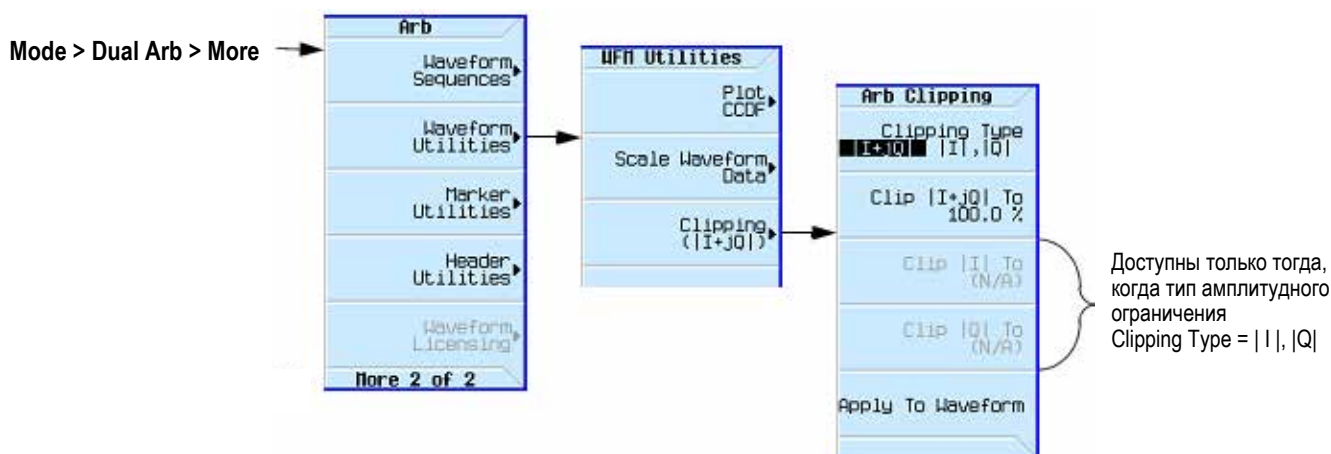 Mode > Dual Arb > More
Arb
Waveform
Sequences
Waveform
Utilities
Marker
Utilities
Header
Utilities
Waveform
Licensing
More 2 of 2
WFM Utilities
Plot
CCDF
Scale Waveform
Data
Clipping
(|I+jQ|)
Arb Clipping
Clipping Type
|I+jQ| |I|,|Q|
Clip |I+jQ| To
100.0 %
Clip |I| To
(N/A)
Clip |Q| To
(N/A)
Apply To Waveform
Доступны только тогда,
когда тип амплитудного
ограничения
Clipping Type = | I |, |Q|